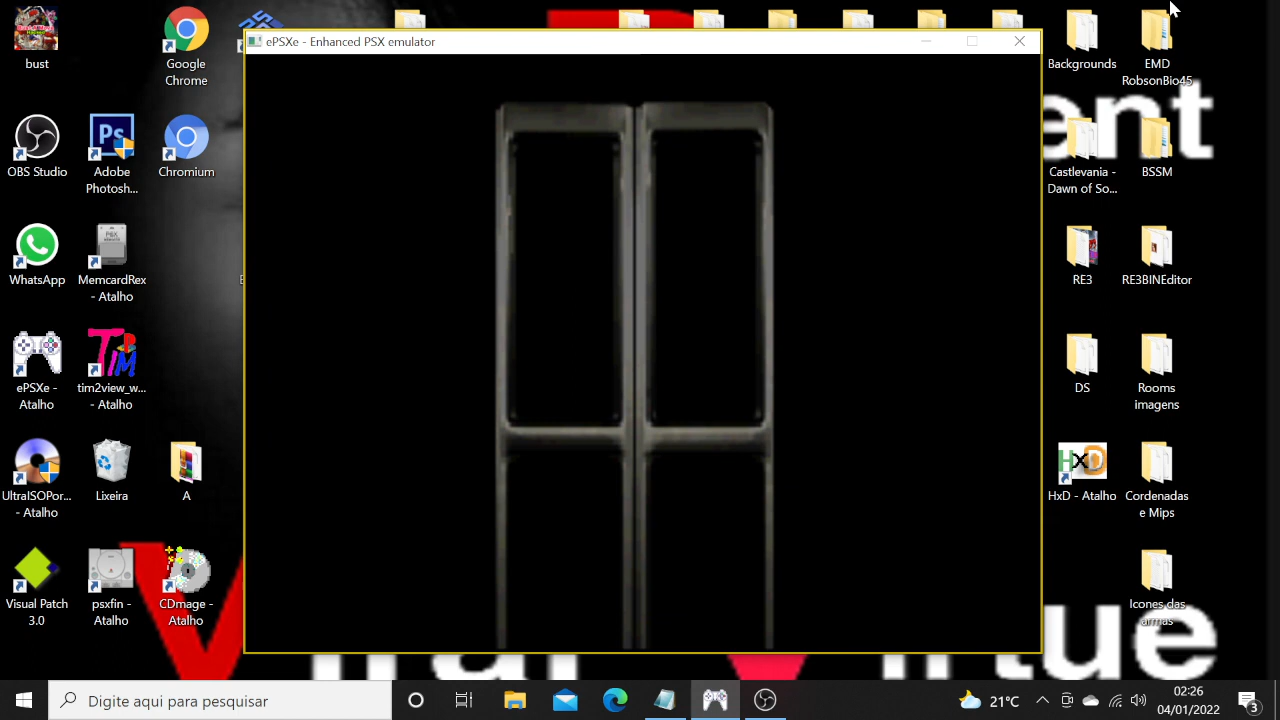 ePSXe - Enhanced PSX emulator
bust
Google
Chrome
Backgrounds
EMD
RobsonBio45
ent
OBS Studio
Adobe
Photosh...
Chromium
Castlevania -
Dawn of So...
BSSM
WhatsApp
MemcardRex
- Atalho
RE3
RE3BINEditor
ePSXe -
Atalho
tim2view_w...
- Atalho
DS
Rooms
imagens
UltraISOPor...
- Atalho
Lixeira
A
HxD - Atalho
Cordenadas
e Mips
Visual Patch
3.0
psxfin -
Atalho
CDmage -
Atalho
Icones das
armas
Digite aqui para pesquisar
21°C
02:26
04/01/2022
3